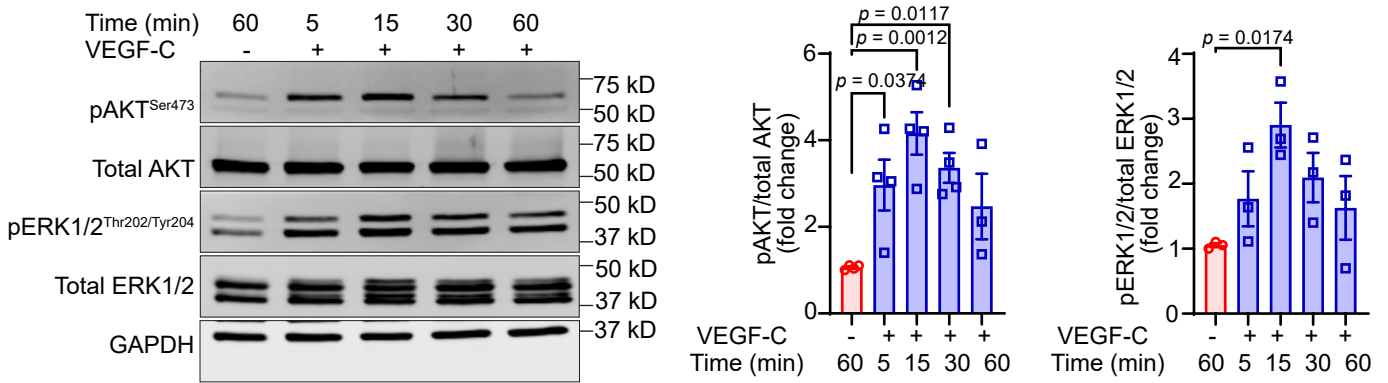 Time (min) 60 5 15 30 60
VEGF-C - + + + +
pAKTSer473
75 kD
50 kD
Total AKT
75 kD
50 kD
pERK1/2Thr202/Tyr204
50 kD
37 kD
Total ERK1/2
50 kD
37 kD
GAPDH
37 kD
pAKT/total AKT
(fold change)
6
4
2
0
p = 0.0117
p = 0.0012
p = 0.0374
VEGF-C - + + + +
Time (min) 60 5 15 30 60
pERK1/2/total ERK1/2
(fold change)
4
3
2
1
0
p = 0.0174
VEGF-C - + + + +
Time (min) 60 5 15 30 60